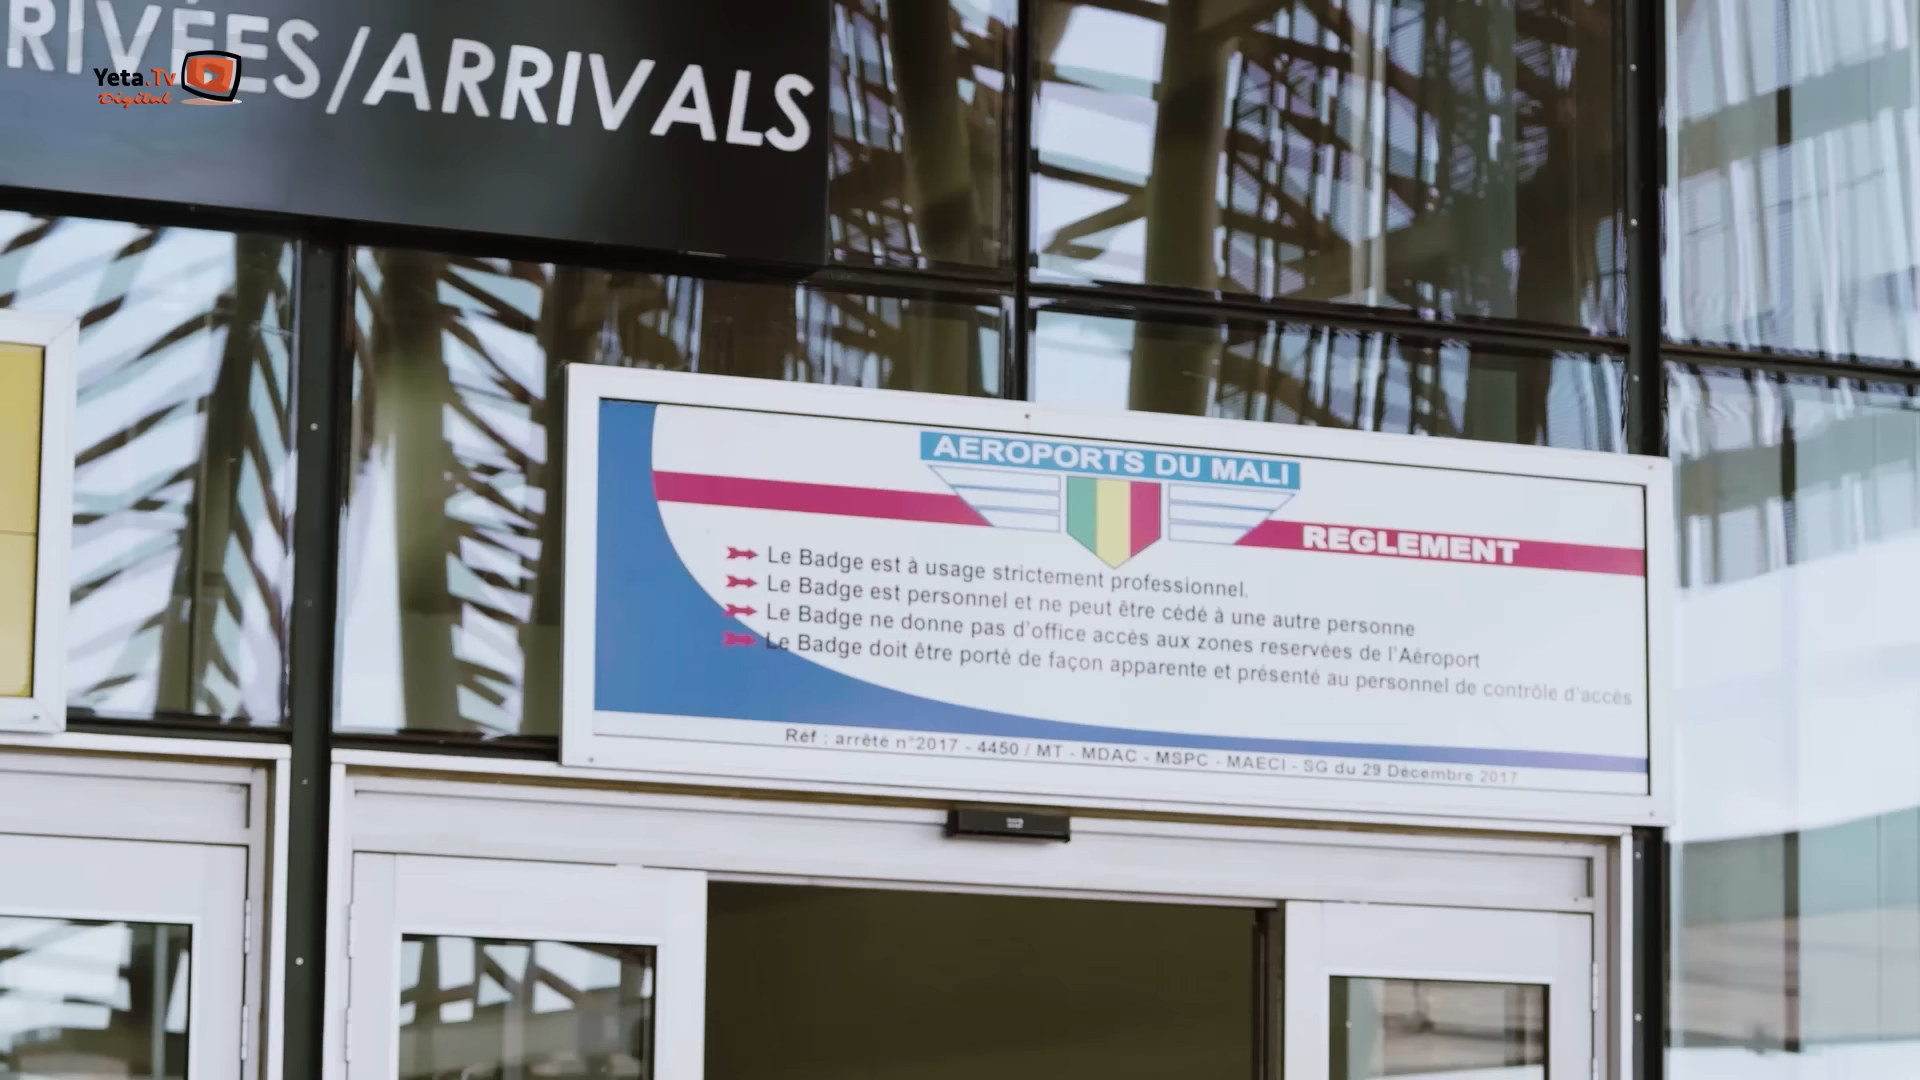 RIVÉES/ARRIVALS
Yeta.Tv
Digital
AEROPORTS DU MALI
REGLEMENT
Le Badge est à usage strictement professionnel.
Le Badge est personnel et ne peut être cédé à une autre personne
Le Badge ne donne pas d'office accès aux zones reservées de l'Aéroport
Le Badge doit être porté de façon apparente et présenté au personnel de contrôle d'accès
Réf : arrêté n°2017 - 4450 / MT - MDAC - MSPC - MAECI - SG du 29 Décembre 2017